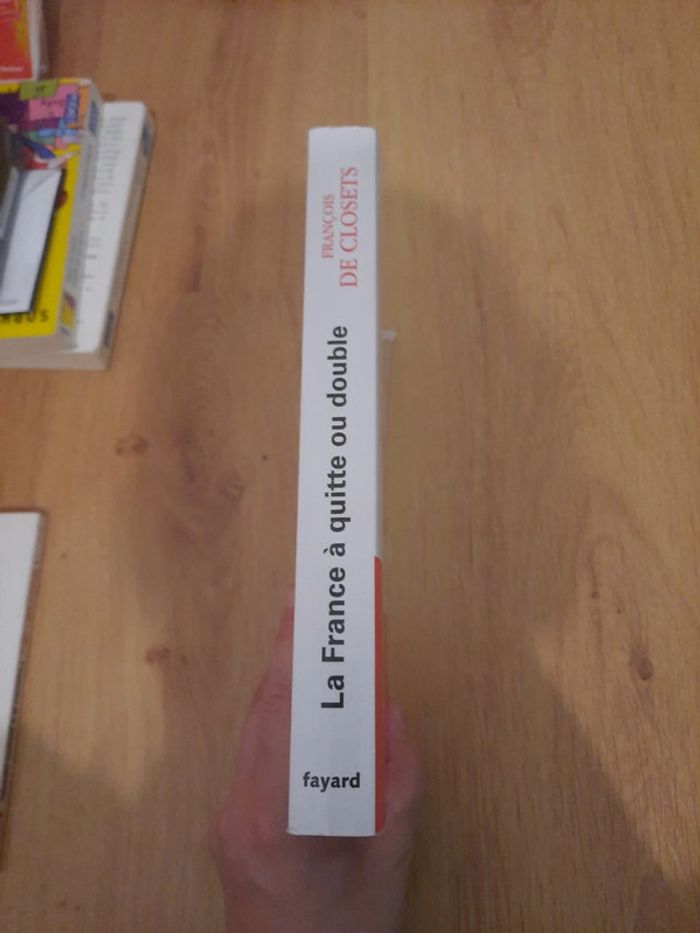 FRANÇOIS
DE CLOSETS
La France à quitte ou double
fayard